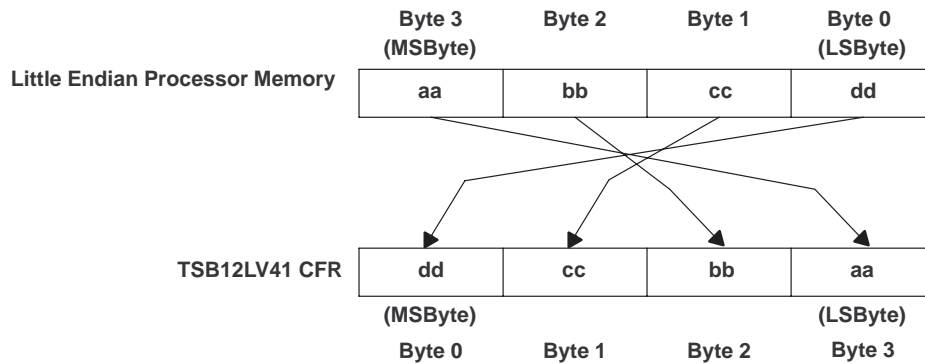 Byte 3 Byte 2 Byte 1 Byte 0
(MSByte) (LSByte)
Little Endian Processor Memory
aa bb cc dd
TSB12LV41 CFR
dd cc bb aa
(MSByte) (LSByte)
Byte 0 Byte 1 Byte 2 Byte 3